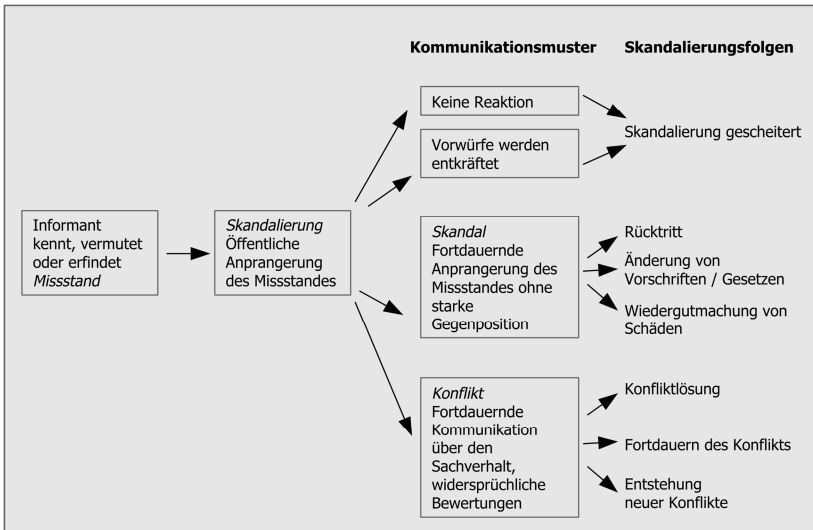 Kommunikationsmuster
Skandalierungsfolgen
Keine Reaktion
Vorwürfe werden
entkräftet
Skandalierung gescheitert
Informant
kennt, vermutet
oder erfindet
Missstand
Skandalierung
Öffentliche
Anprangerung
des Missstandes
Skandal
Fortdauernde
Anprangerung des
Missstandes ohne
starke
Gegenposition
Rücktritt
Änderung von
Vorschriften / Gesetzen
Wiedergutmachung von
Schäden
Konflikt
Fortdauernde
Kommunikation
über den
Sachverhalt,
widersprüchliche
Bewertungen
Konfliktlösung
Fortdauern des Konflikts
Entstehung
neuer Konflikte